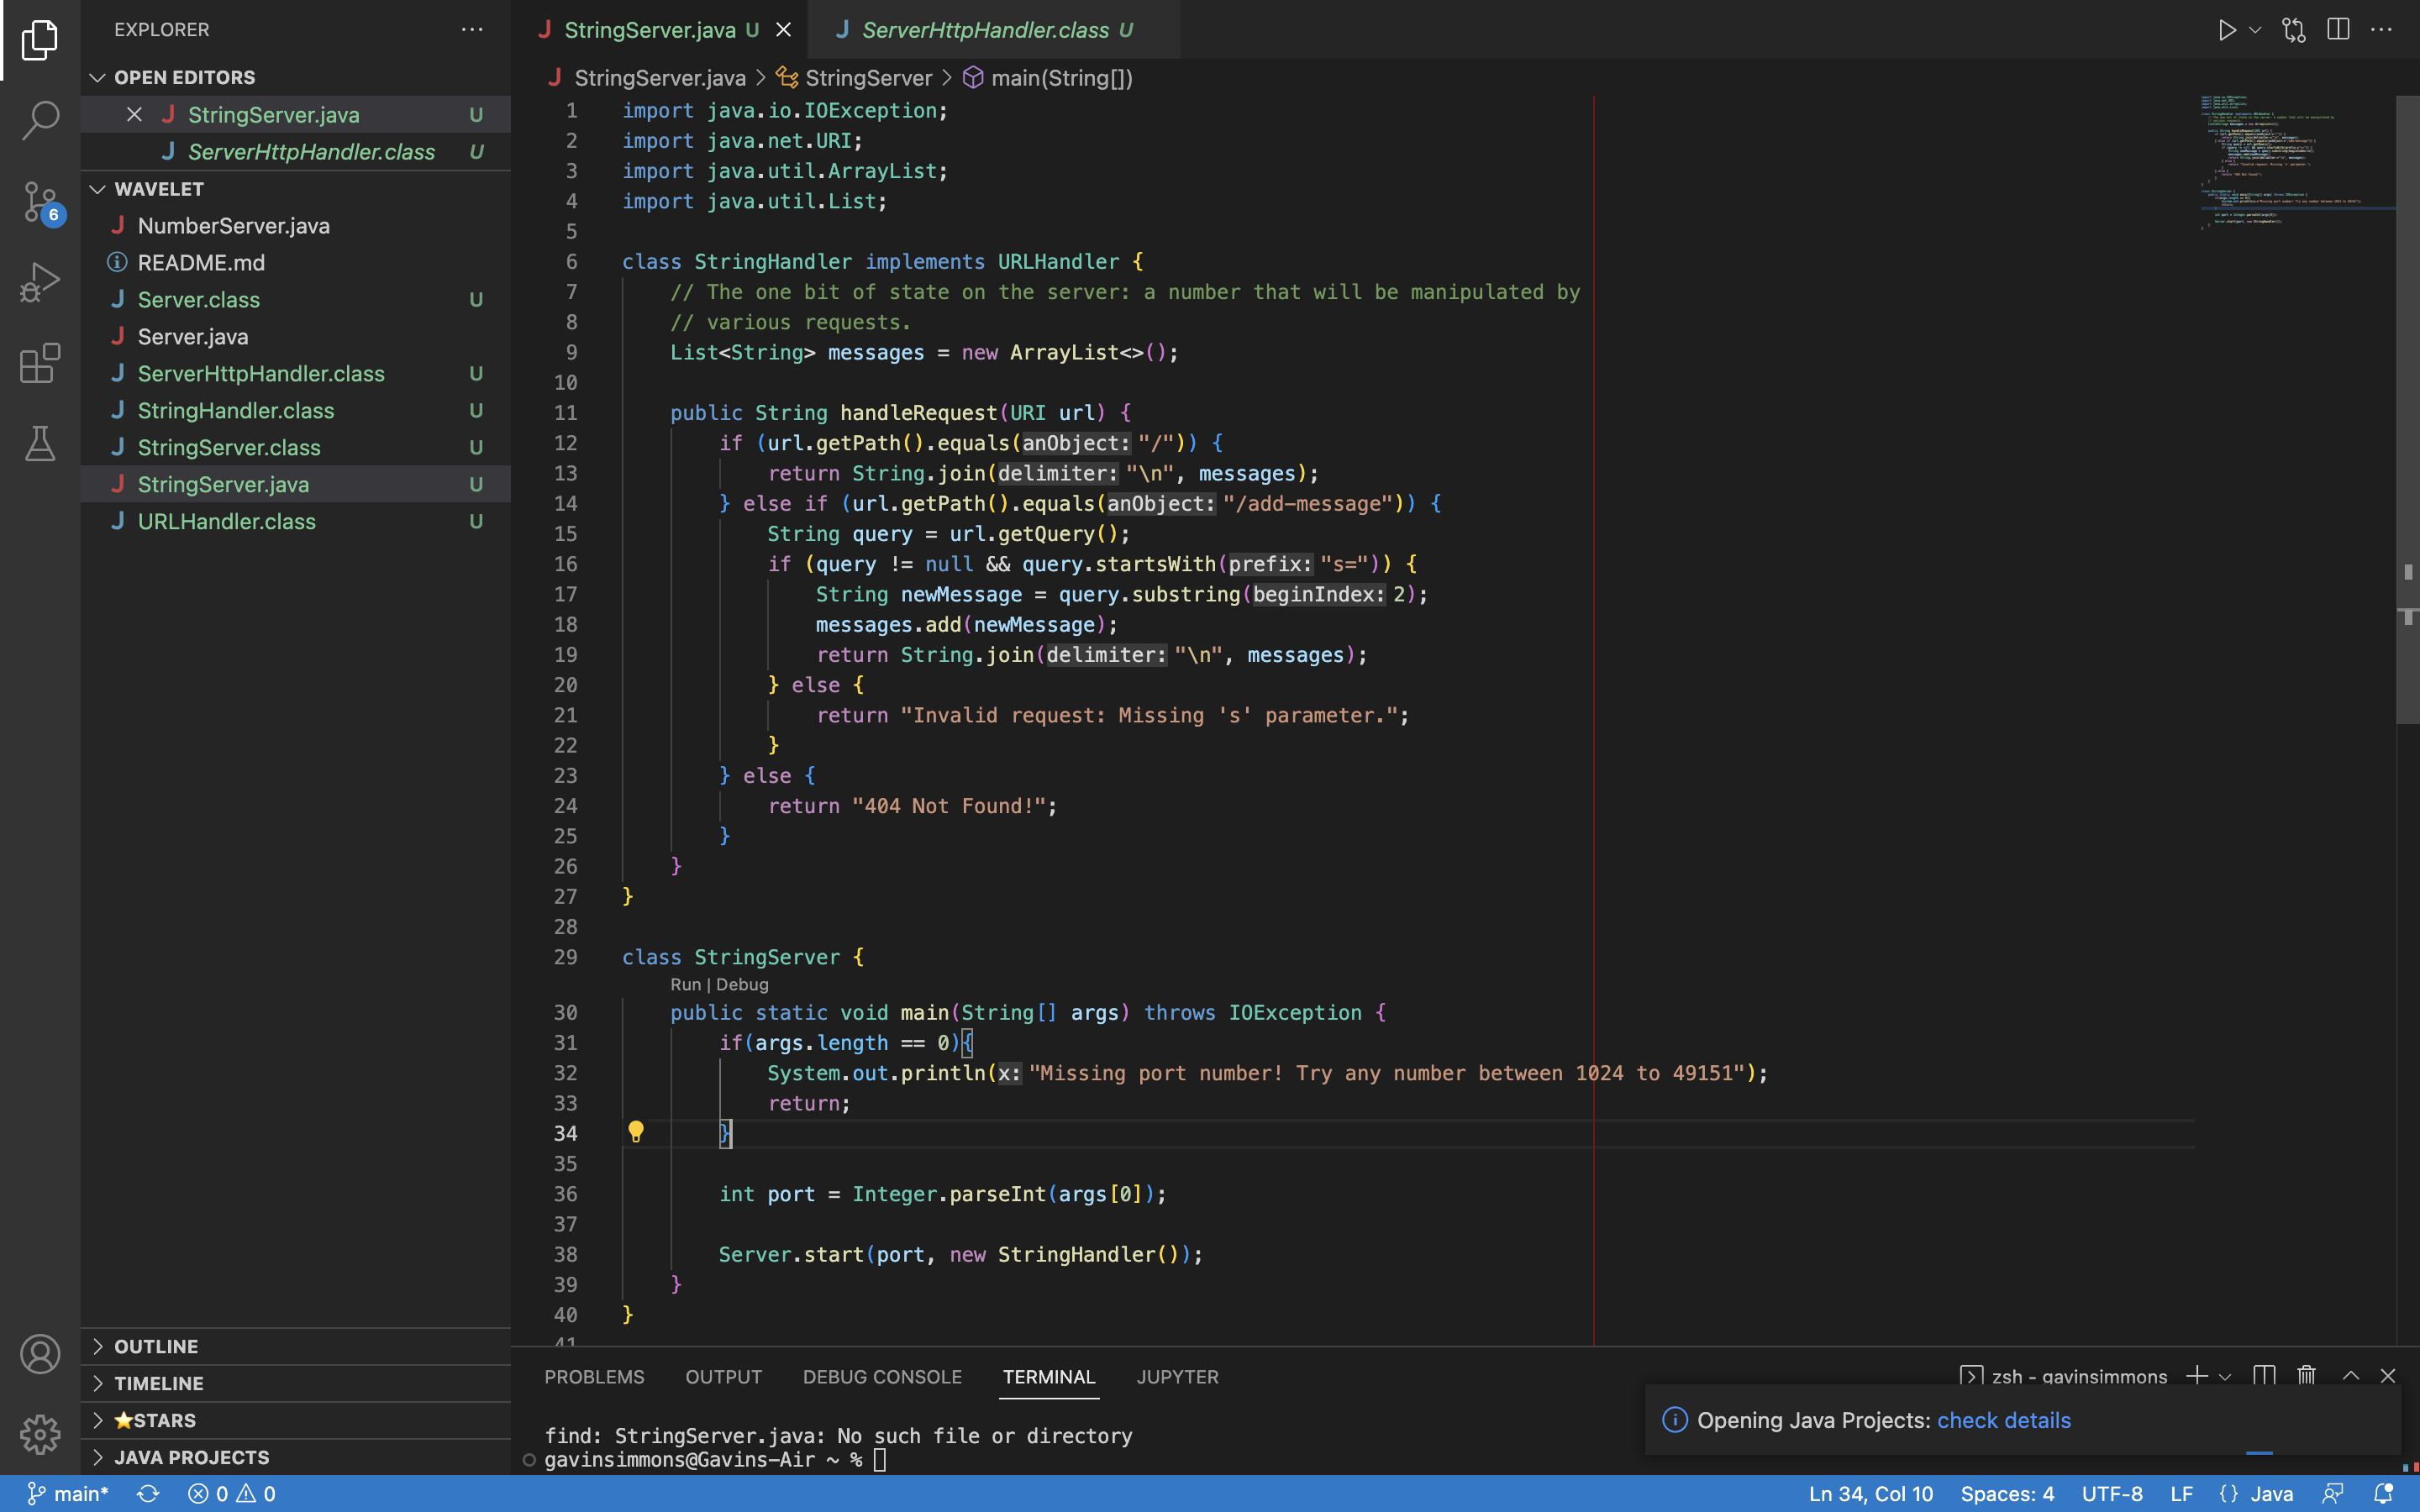 EXPLORER
OPEN EDITORS
StringServer.java U
ServerHttpHandler.class U
WAVELET
NumberServer.java
README.md
Server.class U
Server.java
ServerHttpHandler.class U
StringHandler.class U
StringServer.class U
StringServer.java U
URLHandler.class U
6
OUTLINE
TIMELINE
STARS
JAVA PROJECTS
StringServer.java U
ServerHttpHandler.class U
StringServer.java > StringServer > main(String[])
1 import java.io.IOException;
2 import java.net.URI;
3 import java.util.ArrayList;
4 import java.util.List;
5
6 class StringHandler implements URLHandler {
7 // The one bit of state on the server: a number that will be manipulated by
8 // various requests.
9 List<String> messages = new ArrayList<>();
10
11 public String handleRequest(URI url) {
12 if (url.getPath().equals(anObject: "/")) {
13 return String.join(delimiter: "\n", messages);
14 } else if (url.getPath().equals(anObject: "/add-message")) {
15 String query = url.getQuery();
16 if (query != null && query.startsWith(prefix: "s=")) {
17 String newMessage = query.substring(beginIndex: 2);
18 messages.add(newMessage);
19 return String.join(delimiter: "\n", messages);
20 } else {
21 return "Invalid request: Missing 's' parameter.";
22 }
23 } else {
24 return "404 Not Found!";
25 }
26 }
27 }
28
29 class StringServer {
Run | Debug
30 public static void main(String[] args) throws IOException {
31 if(args.length == 0){
32 System.out.println(x: "Missing port number! Try any number between 1024 to 49151");
33 return;
34 }
35
36 int port = Integer.parseInt(args[0]);
37
38 Server.start(port, new StringHandler());
39 }
40 }
41
PROBLEMS OUTPUT DEBUG CONSOLE TERMINAL JUPYTER
zsh - gavinsimmons
find: StringServer.java: No such file or directory
gavinsimmons@Gavins-Air ~ %
Opening Java Projects: check details
main* 0 0
Ln 34, Col 10 Spaces: 4 UTF-8 LF {} Java